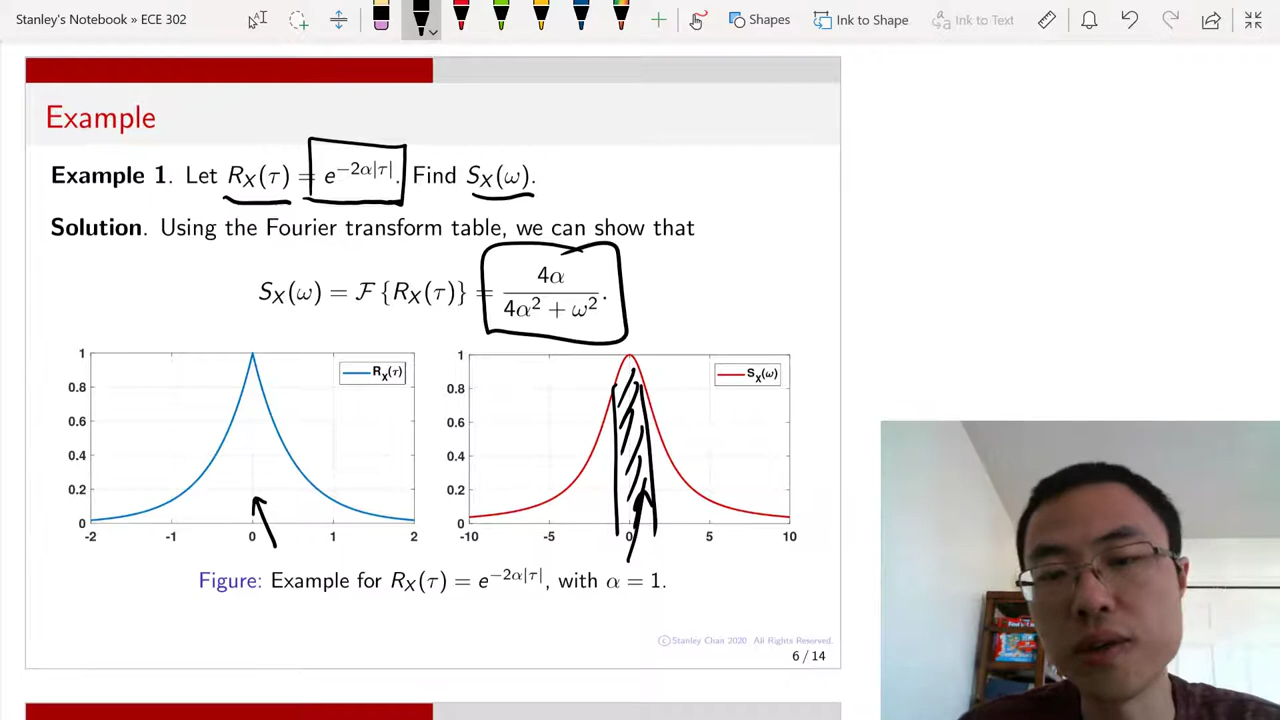 Stanley's Notebook » ECE 302
Shapes
Ink to Shape
Ink to Text
Example
Example 1. Let R_X(τ) = e^{−2α|τ|}. Find S_X(ω).
Solution. Using the Fourier transform table, we can show that
S_X(ω) = ℱ {R_X(τ)} = 4α / (4α² + ω²).
1
0.8
0.6
0.4
0.2
0
-2 -1 0 1 2
R_X(τ)
1
0.8
0.6
0.4
0.2
0
-10 -5 0 5 10
S_X(ω)
Figure: Example for R_X(τ) = e^{−2α|τ|}, with α = 1.
©Stanley Chan 2020 All Rights Reserved.
6 / 14